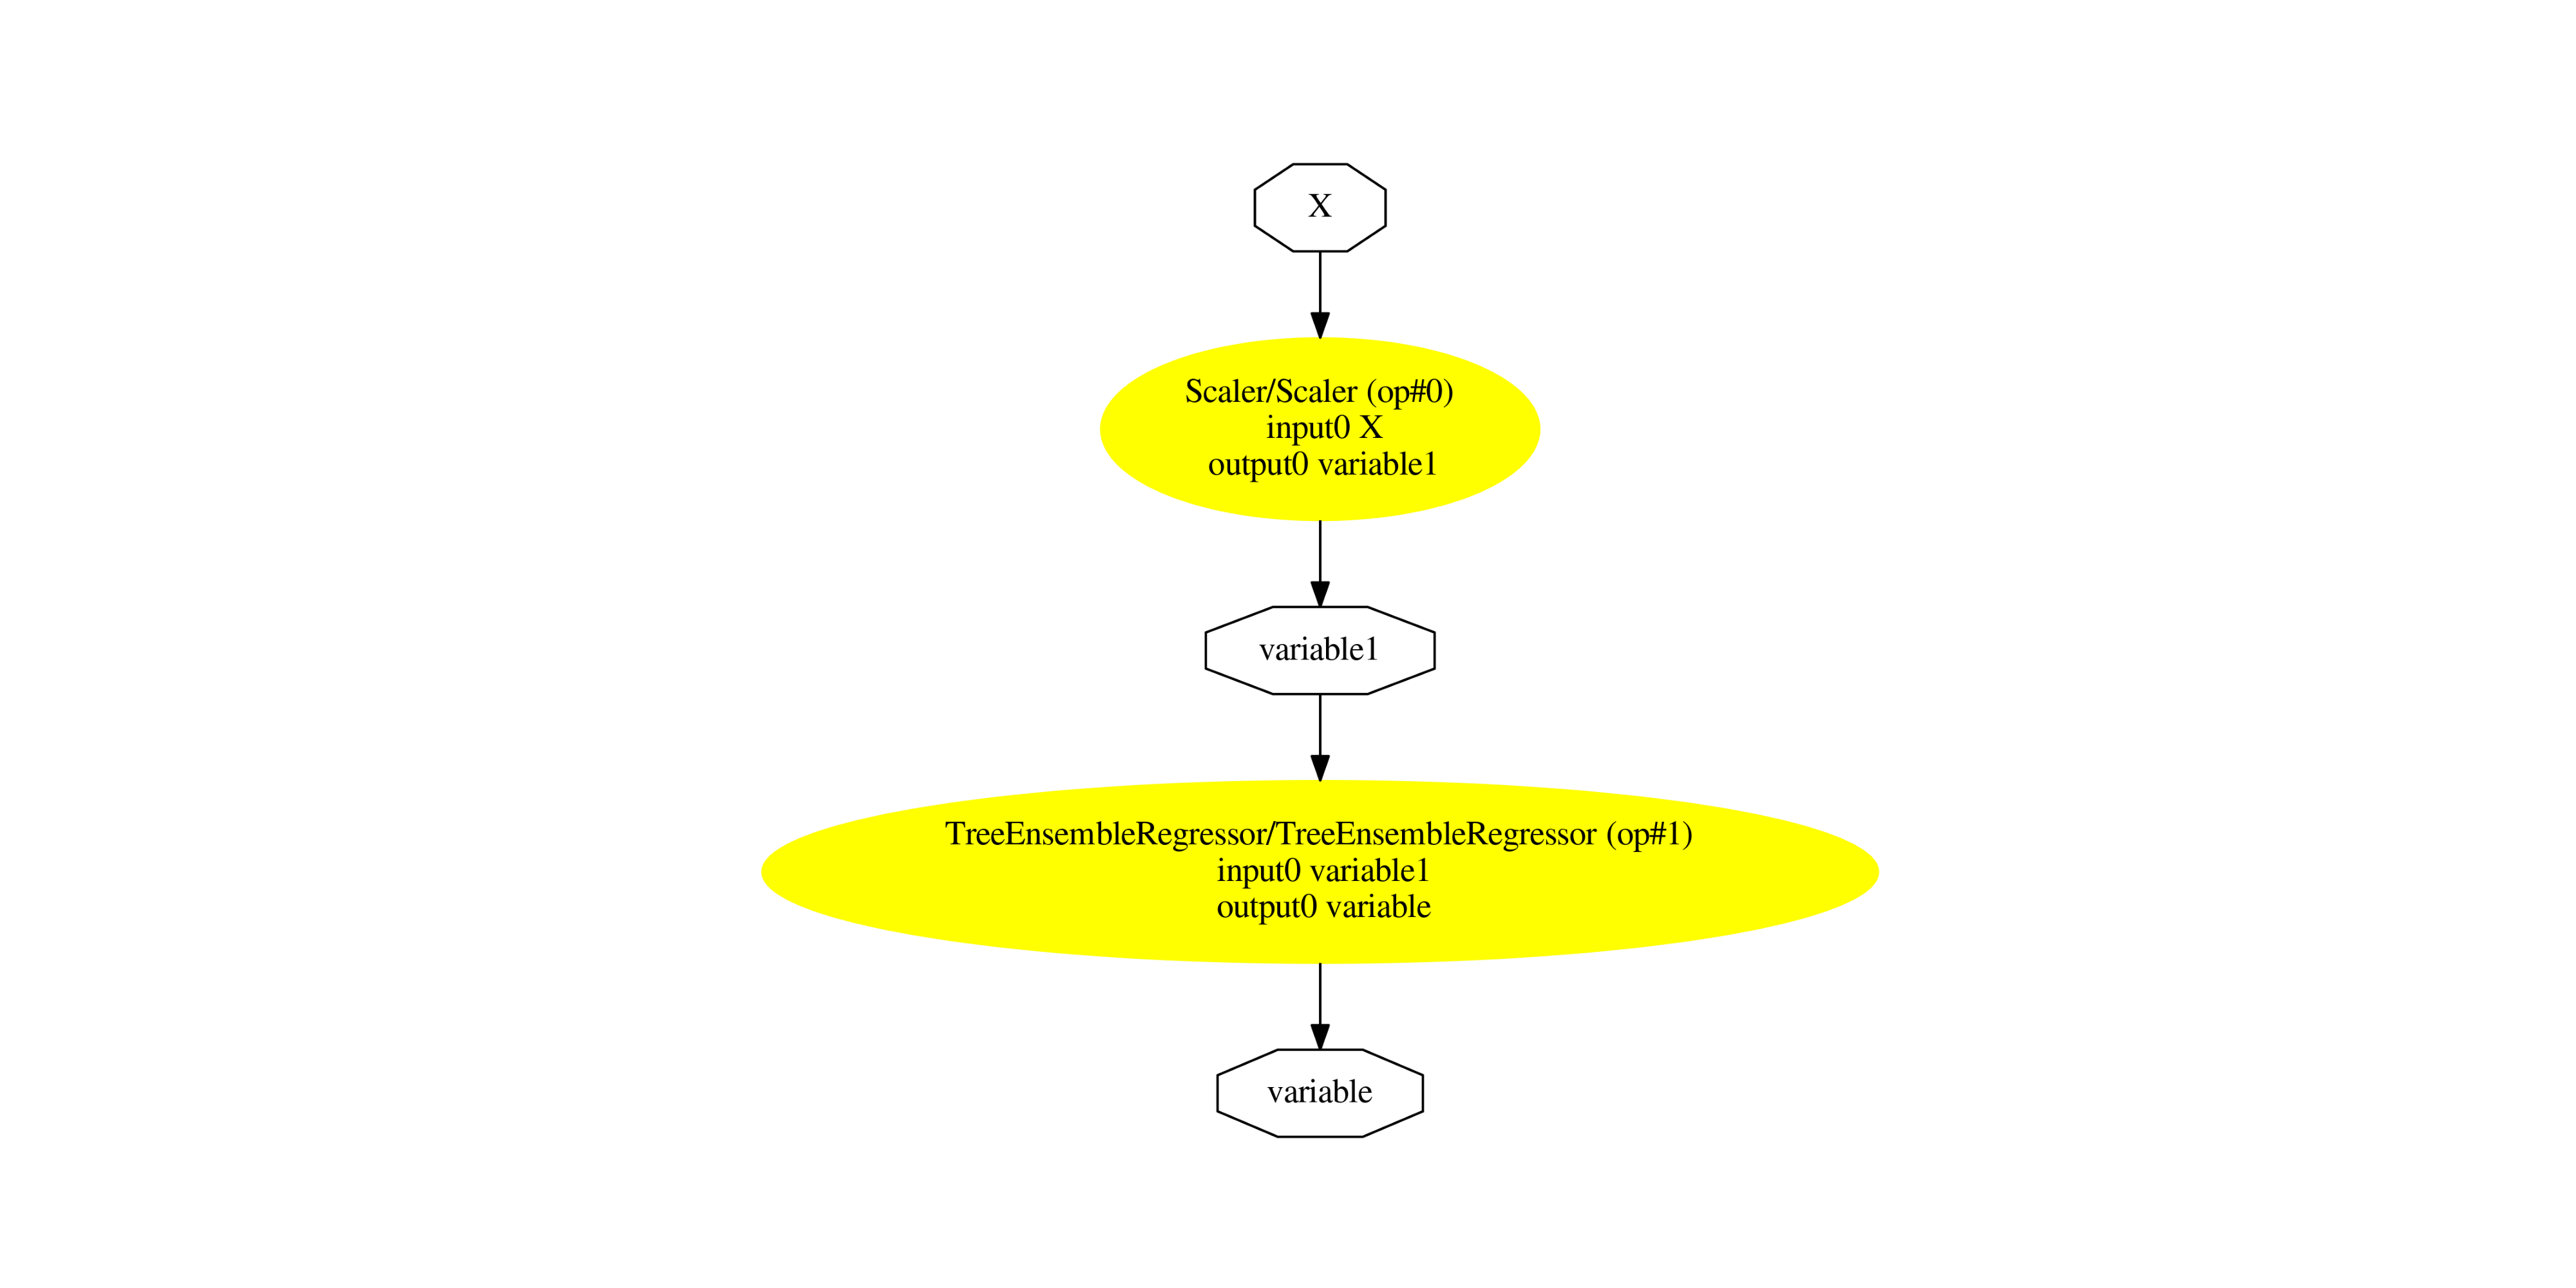 X
Scaler/Scaler (op#0)
input0 X
output0 variable1
variable1
TreeEnsembleRegressor/TreeEnsembleRegressor (op#1)
input0 variable1
output0 variable
variable